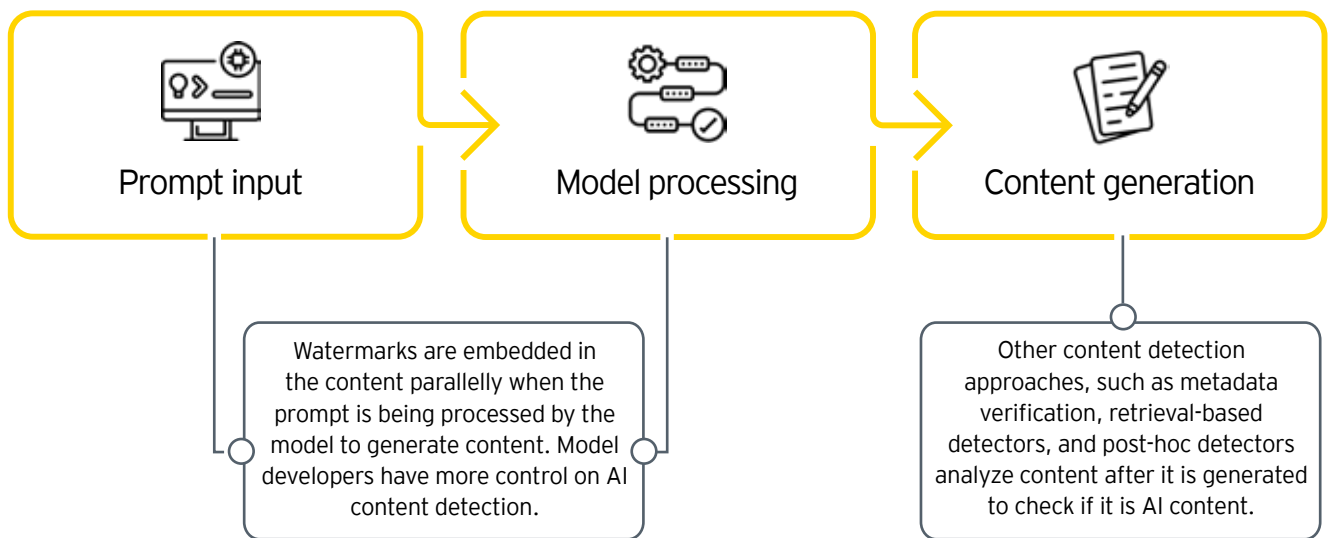 Prompt input
Model processing
Content generation
Watermarks are embedded in
the content parallelly when the
prompt is being processed by the
model to generate content. Model
developers have more control on AI
content detection.
Other content detection
approaches, such as metadata
verification, retrieval-based
detectors, and post-hoc detectors
analyze content after it is generated
to check if it is AI content.